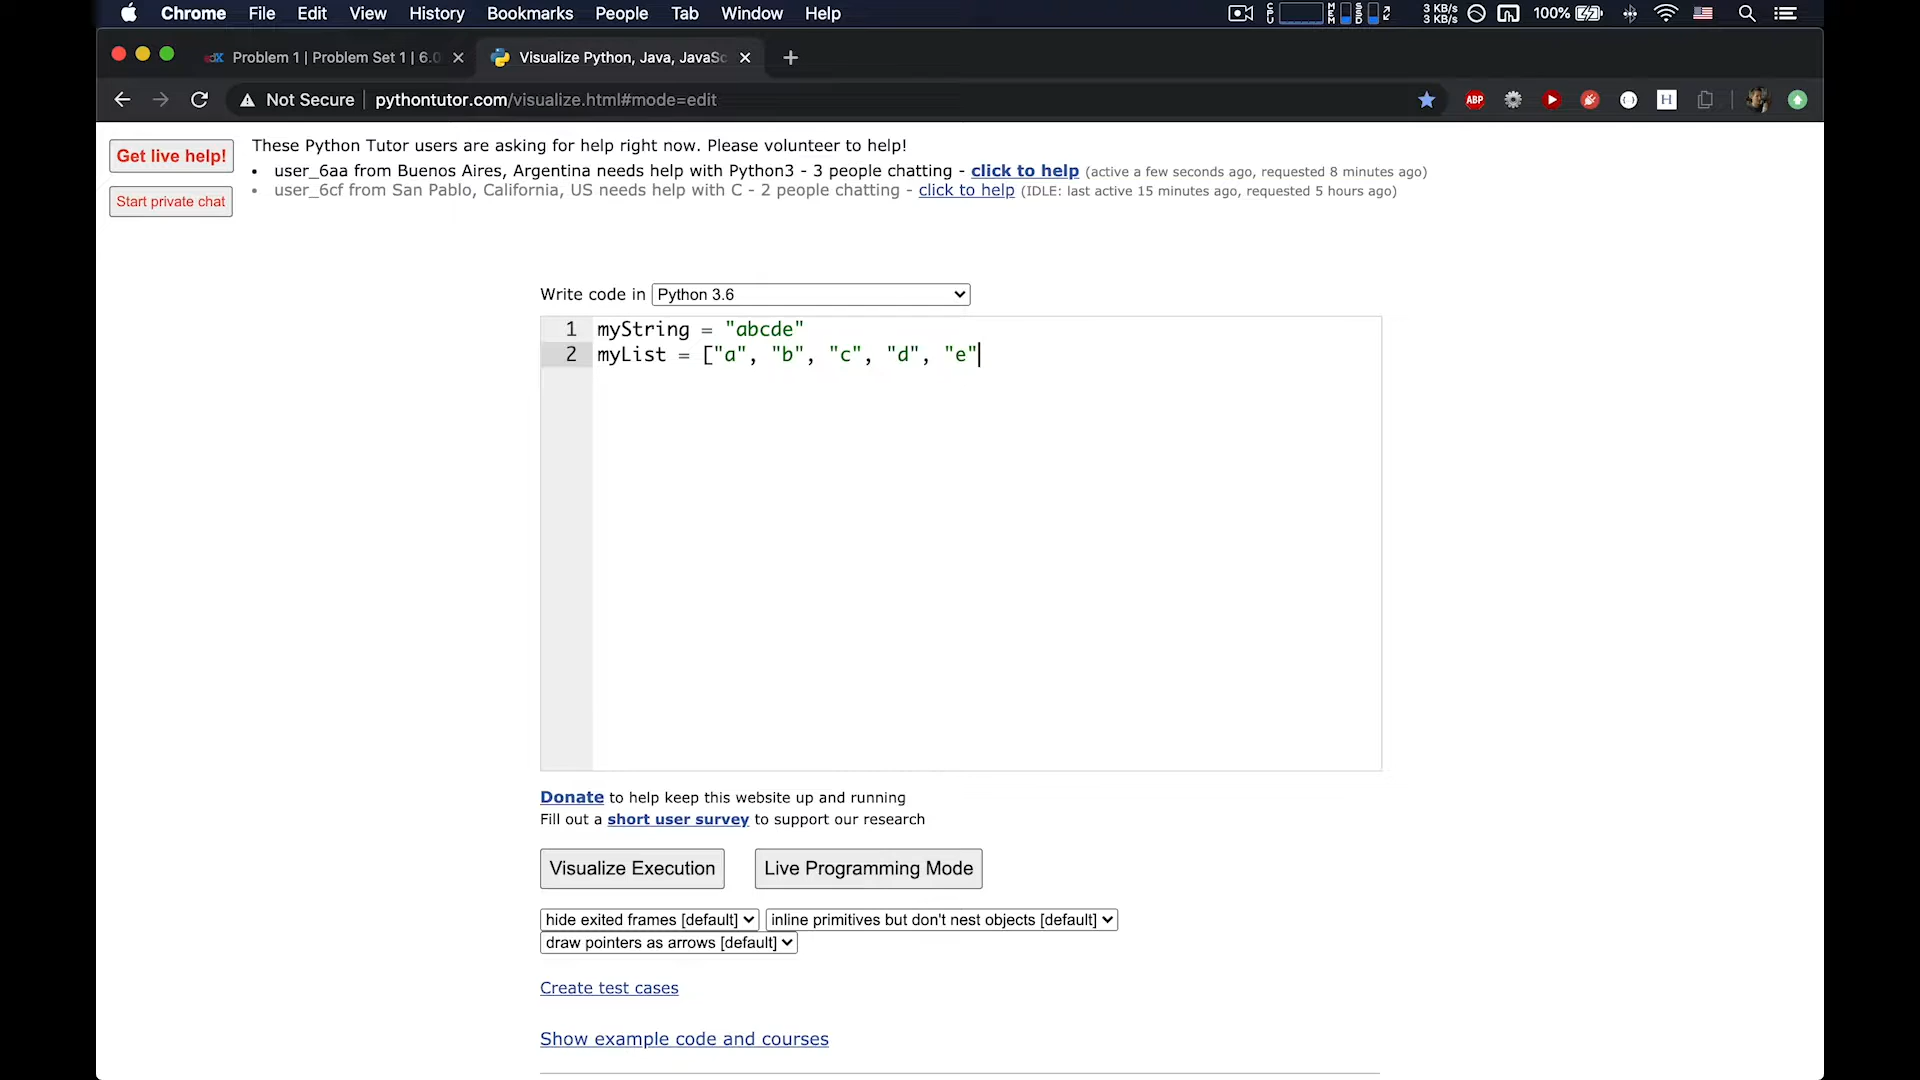 Chrome File Edit View History Bookmarks People Tab Window Help 3 KB/s 3 KB/s 100%
Problem 1 | Problem Set 1 | 6.0 Visualize Python, Java, JavaSc
Not Secure pythontutor.com/visualize.html#mode=edit ABP H
Get live help!
Start private chat
These Python Tutor users are asking for help right now. Please volunteer to help!
• user_6aa from Buenos Aires, Argentina needs help with Python3 - 3 people chatting - click to help (active a few seconds ago, requested 8 minutes ago)
• user_6cf from San Pablo, California, US needs help with C - 2 people chatting - click to help (IDLE: last active 15 minutes ago, requested 5 hours ago)
Write code in Python 3.6
1 myString = "abcde"
2 myList = ["a", "b", "c", "d", "e"
Donate to help keep this website up and running
Fill out a short user survey to support our research
Visualize Execution Live Programming Mode
hide exited frames [default] inline primitives but don't nest objects [default]
draw pointers as arrows [default]
Create test cases
Show example code and courses